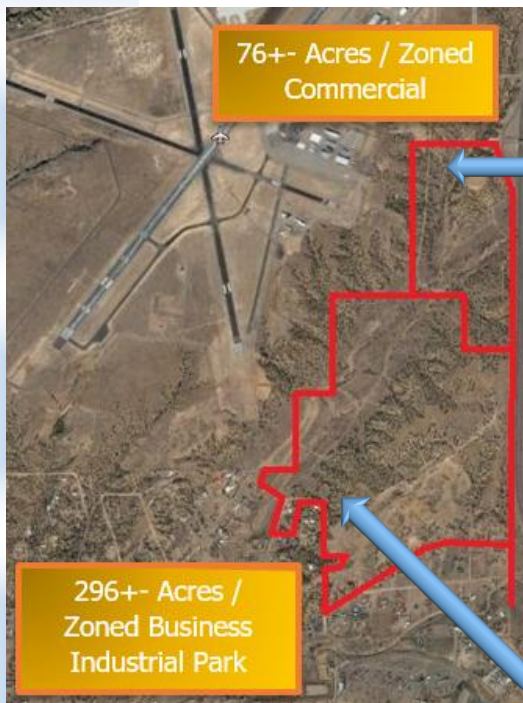 76+- Acres / Zoned
Commercial
296+- Acres /
Zoned Business
Industrial Park